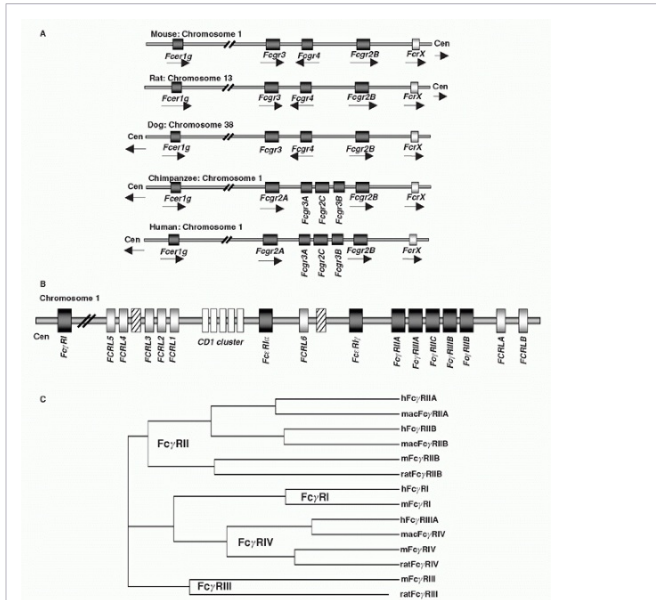 A
Mouse: Chromosome 1
Cen
Fcer1g Fcgr3 Fcgr4 Fcgr2B FcrX
Rat: Chromosome 13
Cen
Fcer1g Fcgr3 Fcgr4 Fcgr2B FcrX
Dog: Chromosome 38
Cen
Fcer1g Fcgr3 Fcgr4 Fcgr2B FcrX
Chimpanzee: Chromosome 1
Cen
Fcer1g Fcgr2A Fcgr3A Fcgr2C Fcgr3B Fcgr2B FcrX
Human: Chromosome 1
Cen
Fcer1g Fcgr2A Fcgr3A Fcgr2C Fcgr3B Fcgr2B FcrX
B
Chromosome 1
Cen
FcγRI FCRL5 FCRL4 FCRL3 FCRL2 FCRL1 CD1 cluster FcεRIα FCRL6 FcεRIγ FcγRIIA FcγRIIIA FcγRIIC FcγRIIIB FcγRIIB FCRLA FCRLB
C
hFcγRIIA
macFcγRIIA
hFcγRIIB
FcγRII
macFcγRIIB
mFcγRIIB
ratFcγRIIB
hFcγRI
FcγRI
mFcγRI
hFcγRIIIA
macFcγRIV
FcγRIV
mFcγRIV
ratFcγRIV
mFcγRIII
FcγRIII
ratFcγRIII